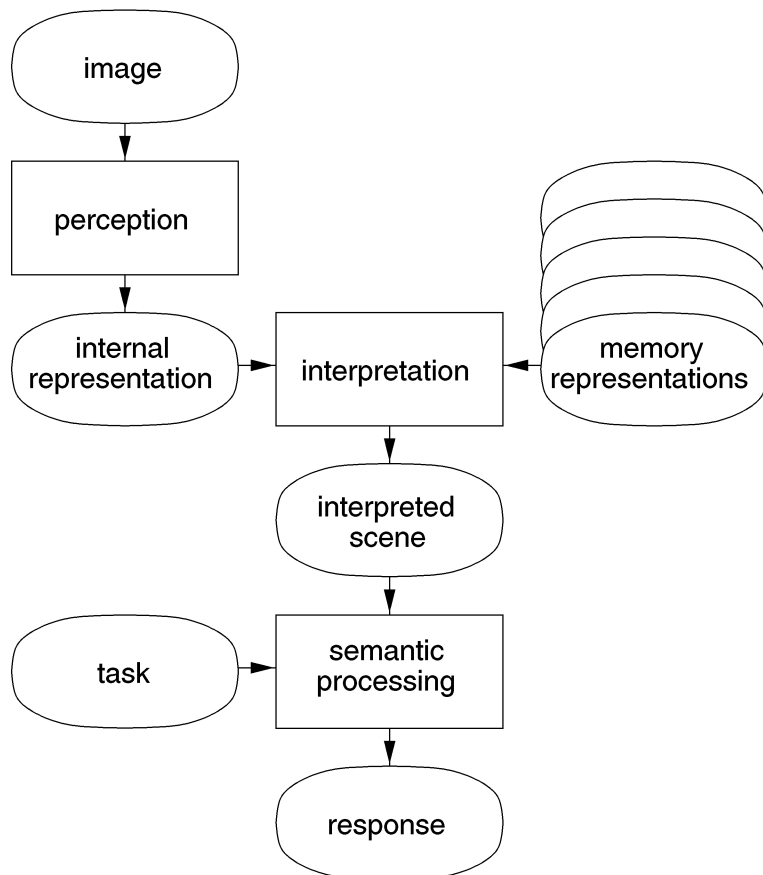 image
perception
internal
representation
interpretation
memory
representations
interpreted
scene
task
semantic
processing
response